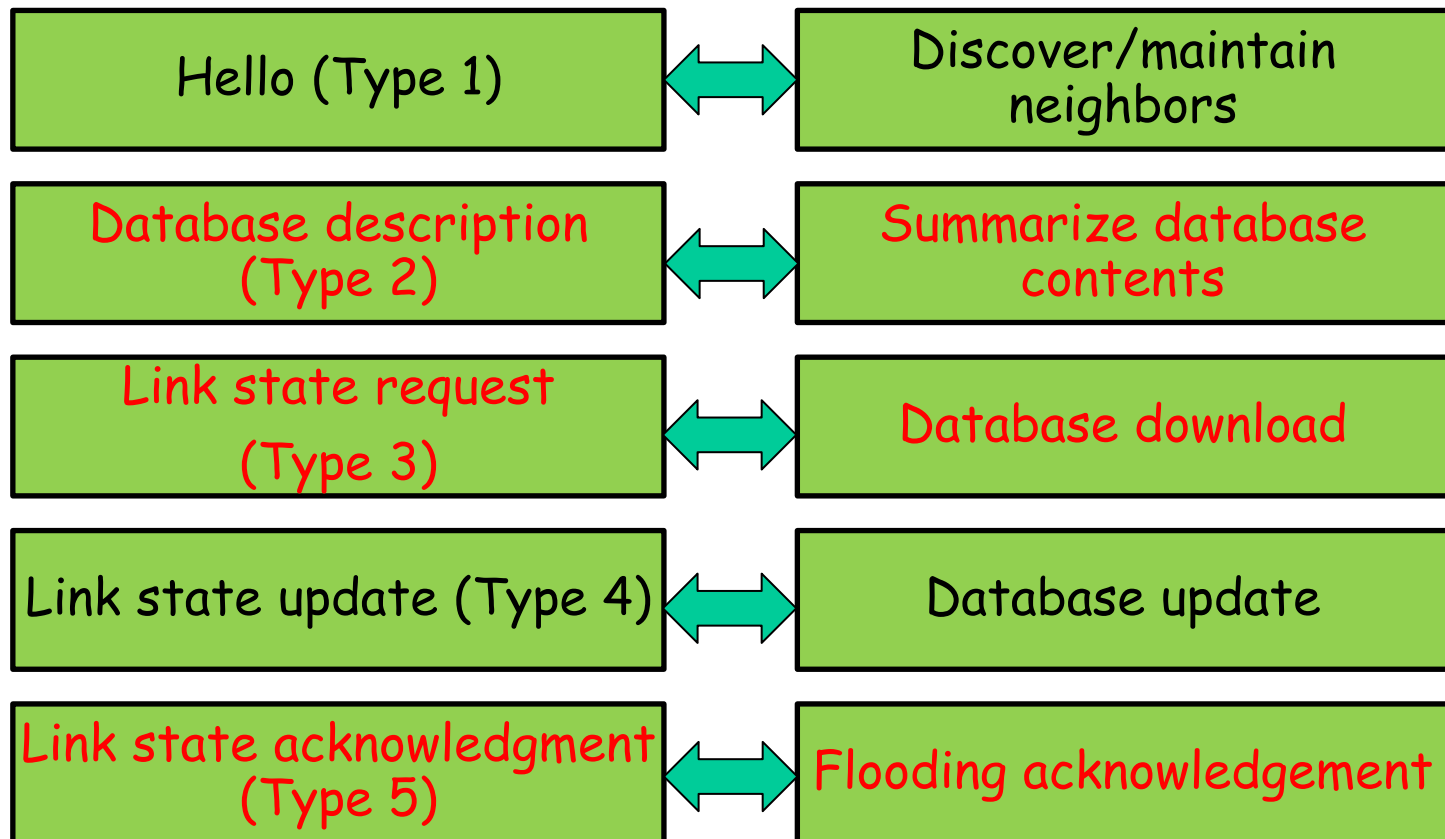 Hello (Type 1)
Discover/maintain
neighbors
Database description
(Type 2)
Summarize database
contents
Link state request
(Type 3)
Database download
Link state update (Type 4)
Database update
Link state acknowledgment
(Type 5)
Flooding acknowledgement